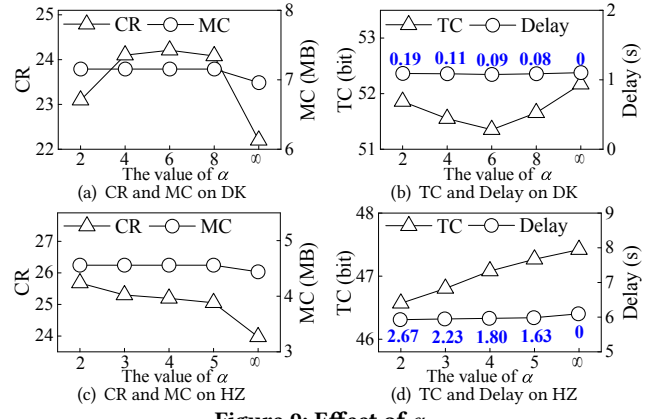 25
24
23
22
CR
CR MC
8
7
6
MC (MB)
2 4 6 8 ∞
The value of α
(a) CR and MC on DK
53
52
51
TC (bit)
TC Delay
0.19 0.11 0.09 0.08 0
2
1
0
Delay (s)
2 4 6 8 ∞
The value of α
(b) TC and Delay on DK
27
26
25
24
CR
CR MC
5
4
3
MC (MB)
2 3 4 5 ∞
The value of α
(c) CR and MC on HZ
48
47
46
TC (bit)
TC Delay
2.67 2.23 1.80 1.63 0
9
8
7
6
5
Delay (s)
2 3 4 5 ∞
The value of α
(d) TC and Delay on HZ